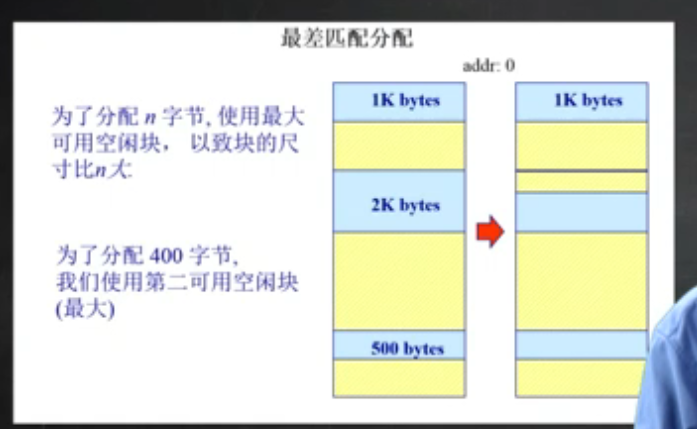 最差匹配分配
addr: 0
为了分配 n 字节, 使用最大
可用空闲块， 以致块的尺
寸比n大.
为了分配 400 字节,
我们使用第二可用空闲块
(最大)
1K bytes
2K bytes
500 bytes
1K bytes